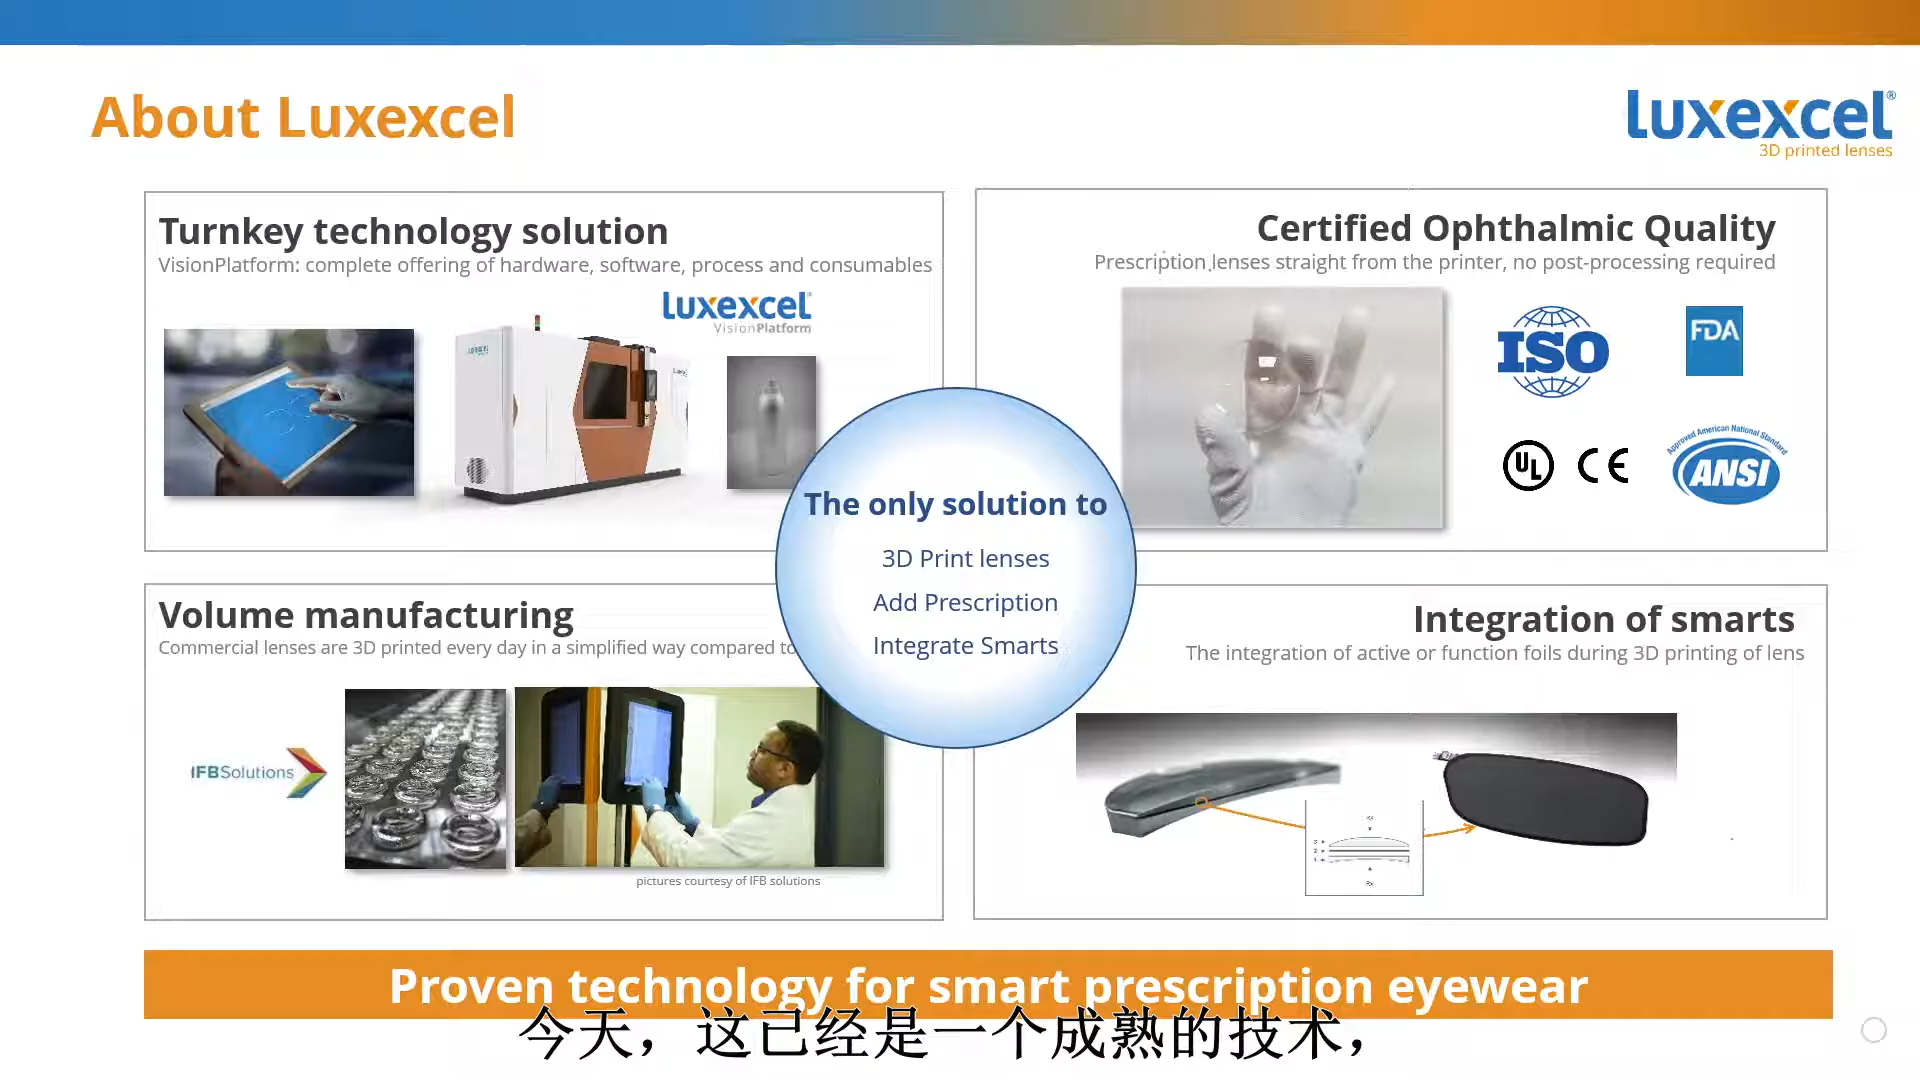 About Luxexcel
luxexcel®
3D printed lenses
Turnkey technology solution
VisionPlatform: complete offering of hardware, software, process and consumables
luxexcel®
VisionPlatform
Certified Ophthalmic Quality
Prescription lenses straight from the printer, no post-processing required
ISO
FDA
UL
CE
Approved American National Standard
ANSI
The only solution to
3D Print lenses
Add Prescription
Integrate Smarts
Volume manufacturing
Commercial lenses are 3D printed every day in a simplified way compared to
IFBSolutions
pictures courtesy of IFB solutions
Integration of smarts
The integration of active or function foils during 3D printing of lens
3
2
1
Rx
Proven technology for smart prescription eyewear
今天，这已经是一个成熟的技术，